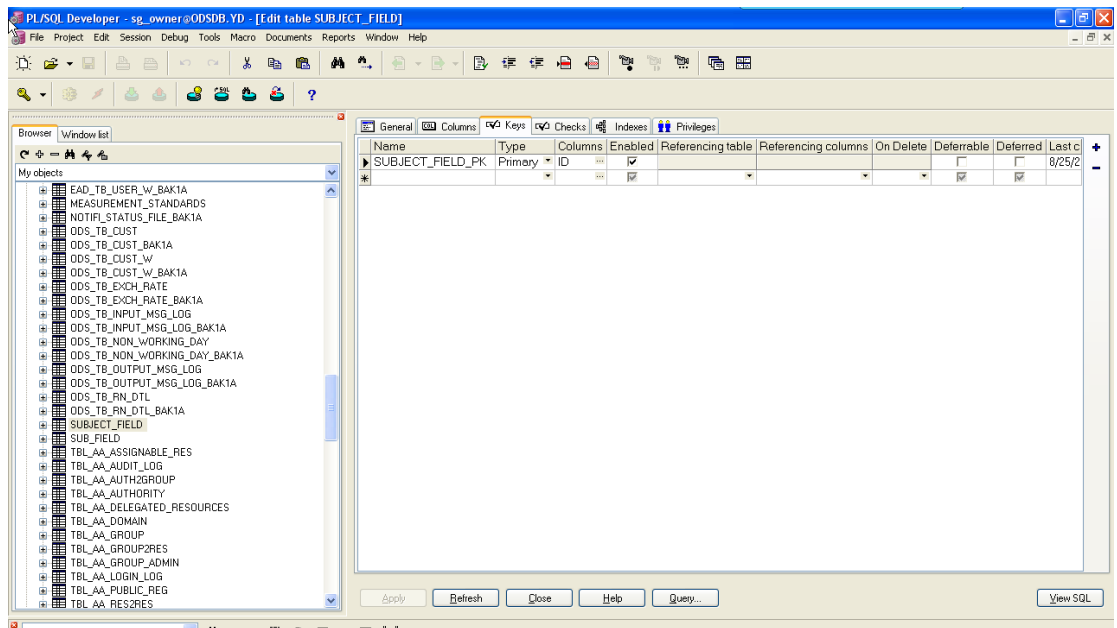 PL/SQL Developer - sg_owner@ODSDB.YD - [Edit table SUBJECT_FIELD]
File Project Edit Session Debug Tools Macro Documents Reports Window Help
SQL
?
Browser Window list
My objects
EAD_TB_USER_W_BAK1A
MEASUREMENT_STANDARDS
NOTIFI_STATUS_FILE_BAK1A
ODS_TB_CUST
ODS_TB_CUST_BAK1A
ODS_TB_CUST_W
ODS_TB_CUST_W_BAK1A
ODS_TB_EXCH_RATE
ODS_TB_EXCH_RATE_BAK1A
ODS_TB_INPUT_MSG_LOG
ODS_TB_INPUT_MSG_LOG_BAK1A
ODS_TB_NON_WORKING_DAY
ODS_TB_NON_WORKING_DAY_BAK1A
ODS_TB_OUTPUT_MSG_LOG
ODS_TB_OUTPUT_MSG_LOG_BAK1A
ODS_TB_RN_DTL
ODS_TB_RN_DTL_BAK1A
SUBJECT_FIELD
SUB_FIELD
TBL_AA_ASSIGNABLE_RES
TBL_AA_AUDIT_LOG
TBL_AA_AUTH2GROUP
TBL_AA_AUTHORITY
TBL_AA_DELEGATED_RESOURCES
TBL_AA_DOMAIN
TBL_AA_GROUP
TBL_AA_GROUP2RES
TBL_AA_GROUP_ADMIN
TBL_AA_LOGIN_LOG
TBL_AA_PUBLIC_REG
TBL_AA_RES2RES
General Columns Keys Checks Indexes Privileges
Name Type Columns Enabled Referencing table Referencing columns On Delete Deferrable Deferred Last c
SUBJECT_FIELD_PK Primary ID 8/25/2
Apply Refresh Close Help Query... View SQL